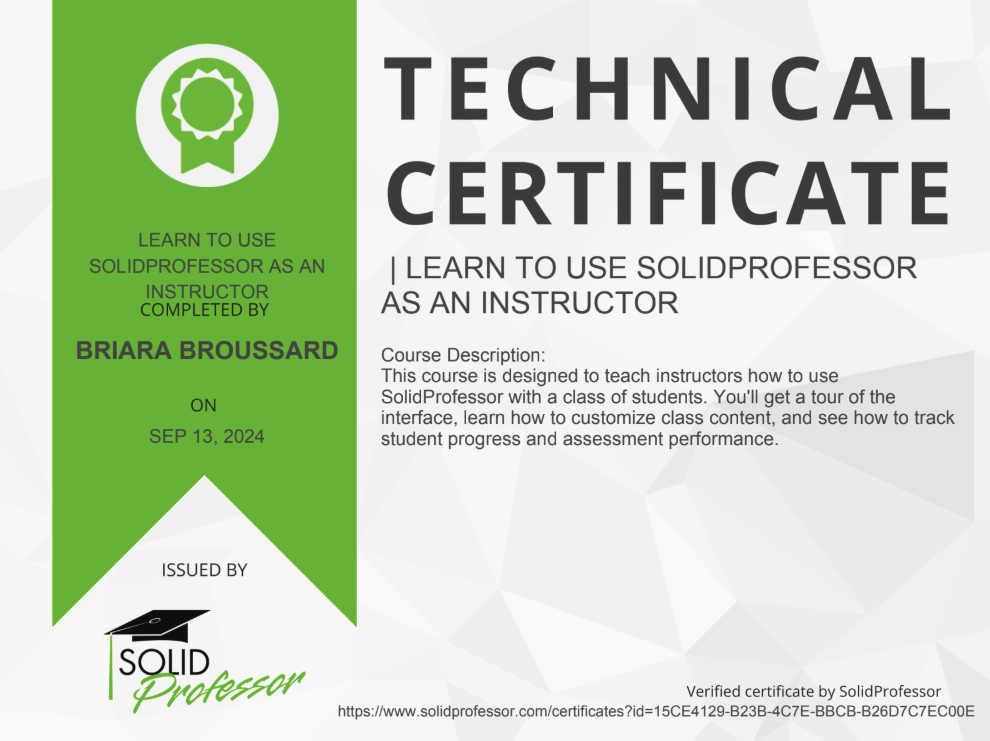 LEARN TO USE
SOLIDPROFESSOR AS AN
INSTRUCTOR
COMPLETED BY
BRIARA BROUSSARD
ON
SEP 13, 2024
ISSUED BY
SOLID
Professor
TECHNICAL
CERTIFICATE
| LEARN TO USE SOLIDPROFESSOR
AS AN INSTRUCTOR
Course Description:
This course is designed to teach instructors how to use
SolidProfessor with a class of students. You'll get a tour of the
interface, learn how to customize class content, and see how to track
student progress and assessment performance.
Verified certificate by SolidProfessor
https://www.solidprofessor.com/certificates?id=15CE4129-B23B-4C7E-BBCB-B26D7C7EC00E